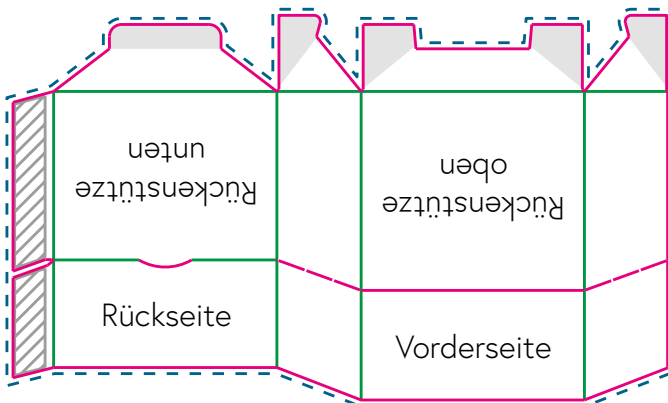 Rückenstütze
unten
Rückenstütze
oben
Rückseite
Vorderseite